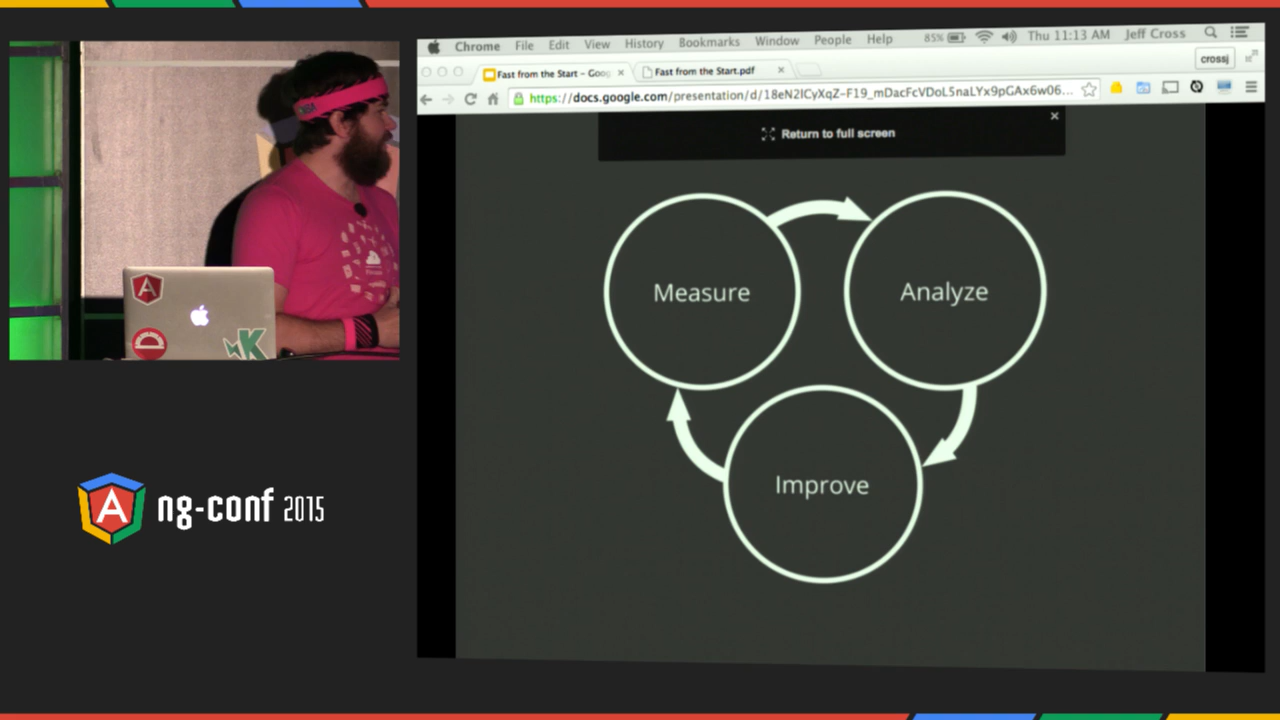 Chrome File Edit View History Bookmarks Window People Help 85% Thu 11:13 AM Jeff Cross
Fast from the Start – Goog
Fast from the Start.pdf
crossj
https://docs.google.com/presentation/d/18eN2lCyXqZ-F19_mDacFcVDoL5naLYx9pGAx6w06...
Return to full screen
Measure
Analyze
Improve
A
K
A ng-conf 2015